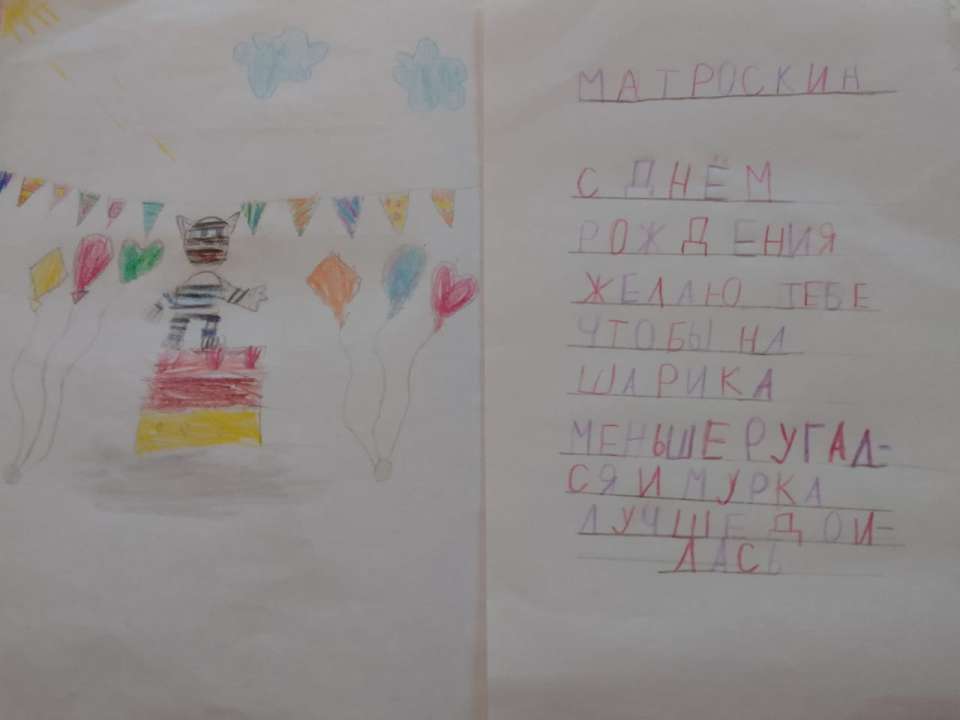 МАТРОСКИН
С ДНЁМ
РОЖДЕНИЯ
ЖЕЛАЮ ТЕБЕ
ЧТОБЫ НА
ШАРИКА
МЕНЬШЕ РУГАЛ-
СЯ И МУРКА
ЛУЧШЕ ДОИ-
ЛАСЬ